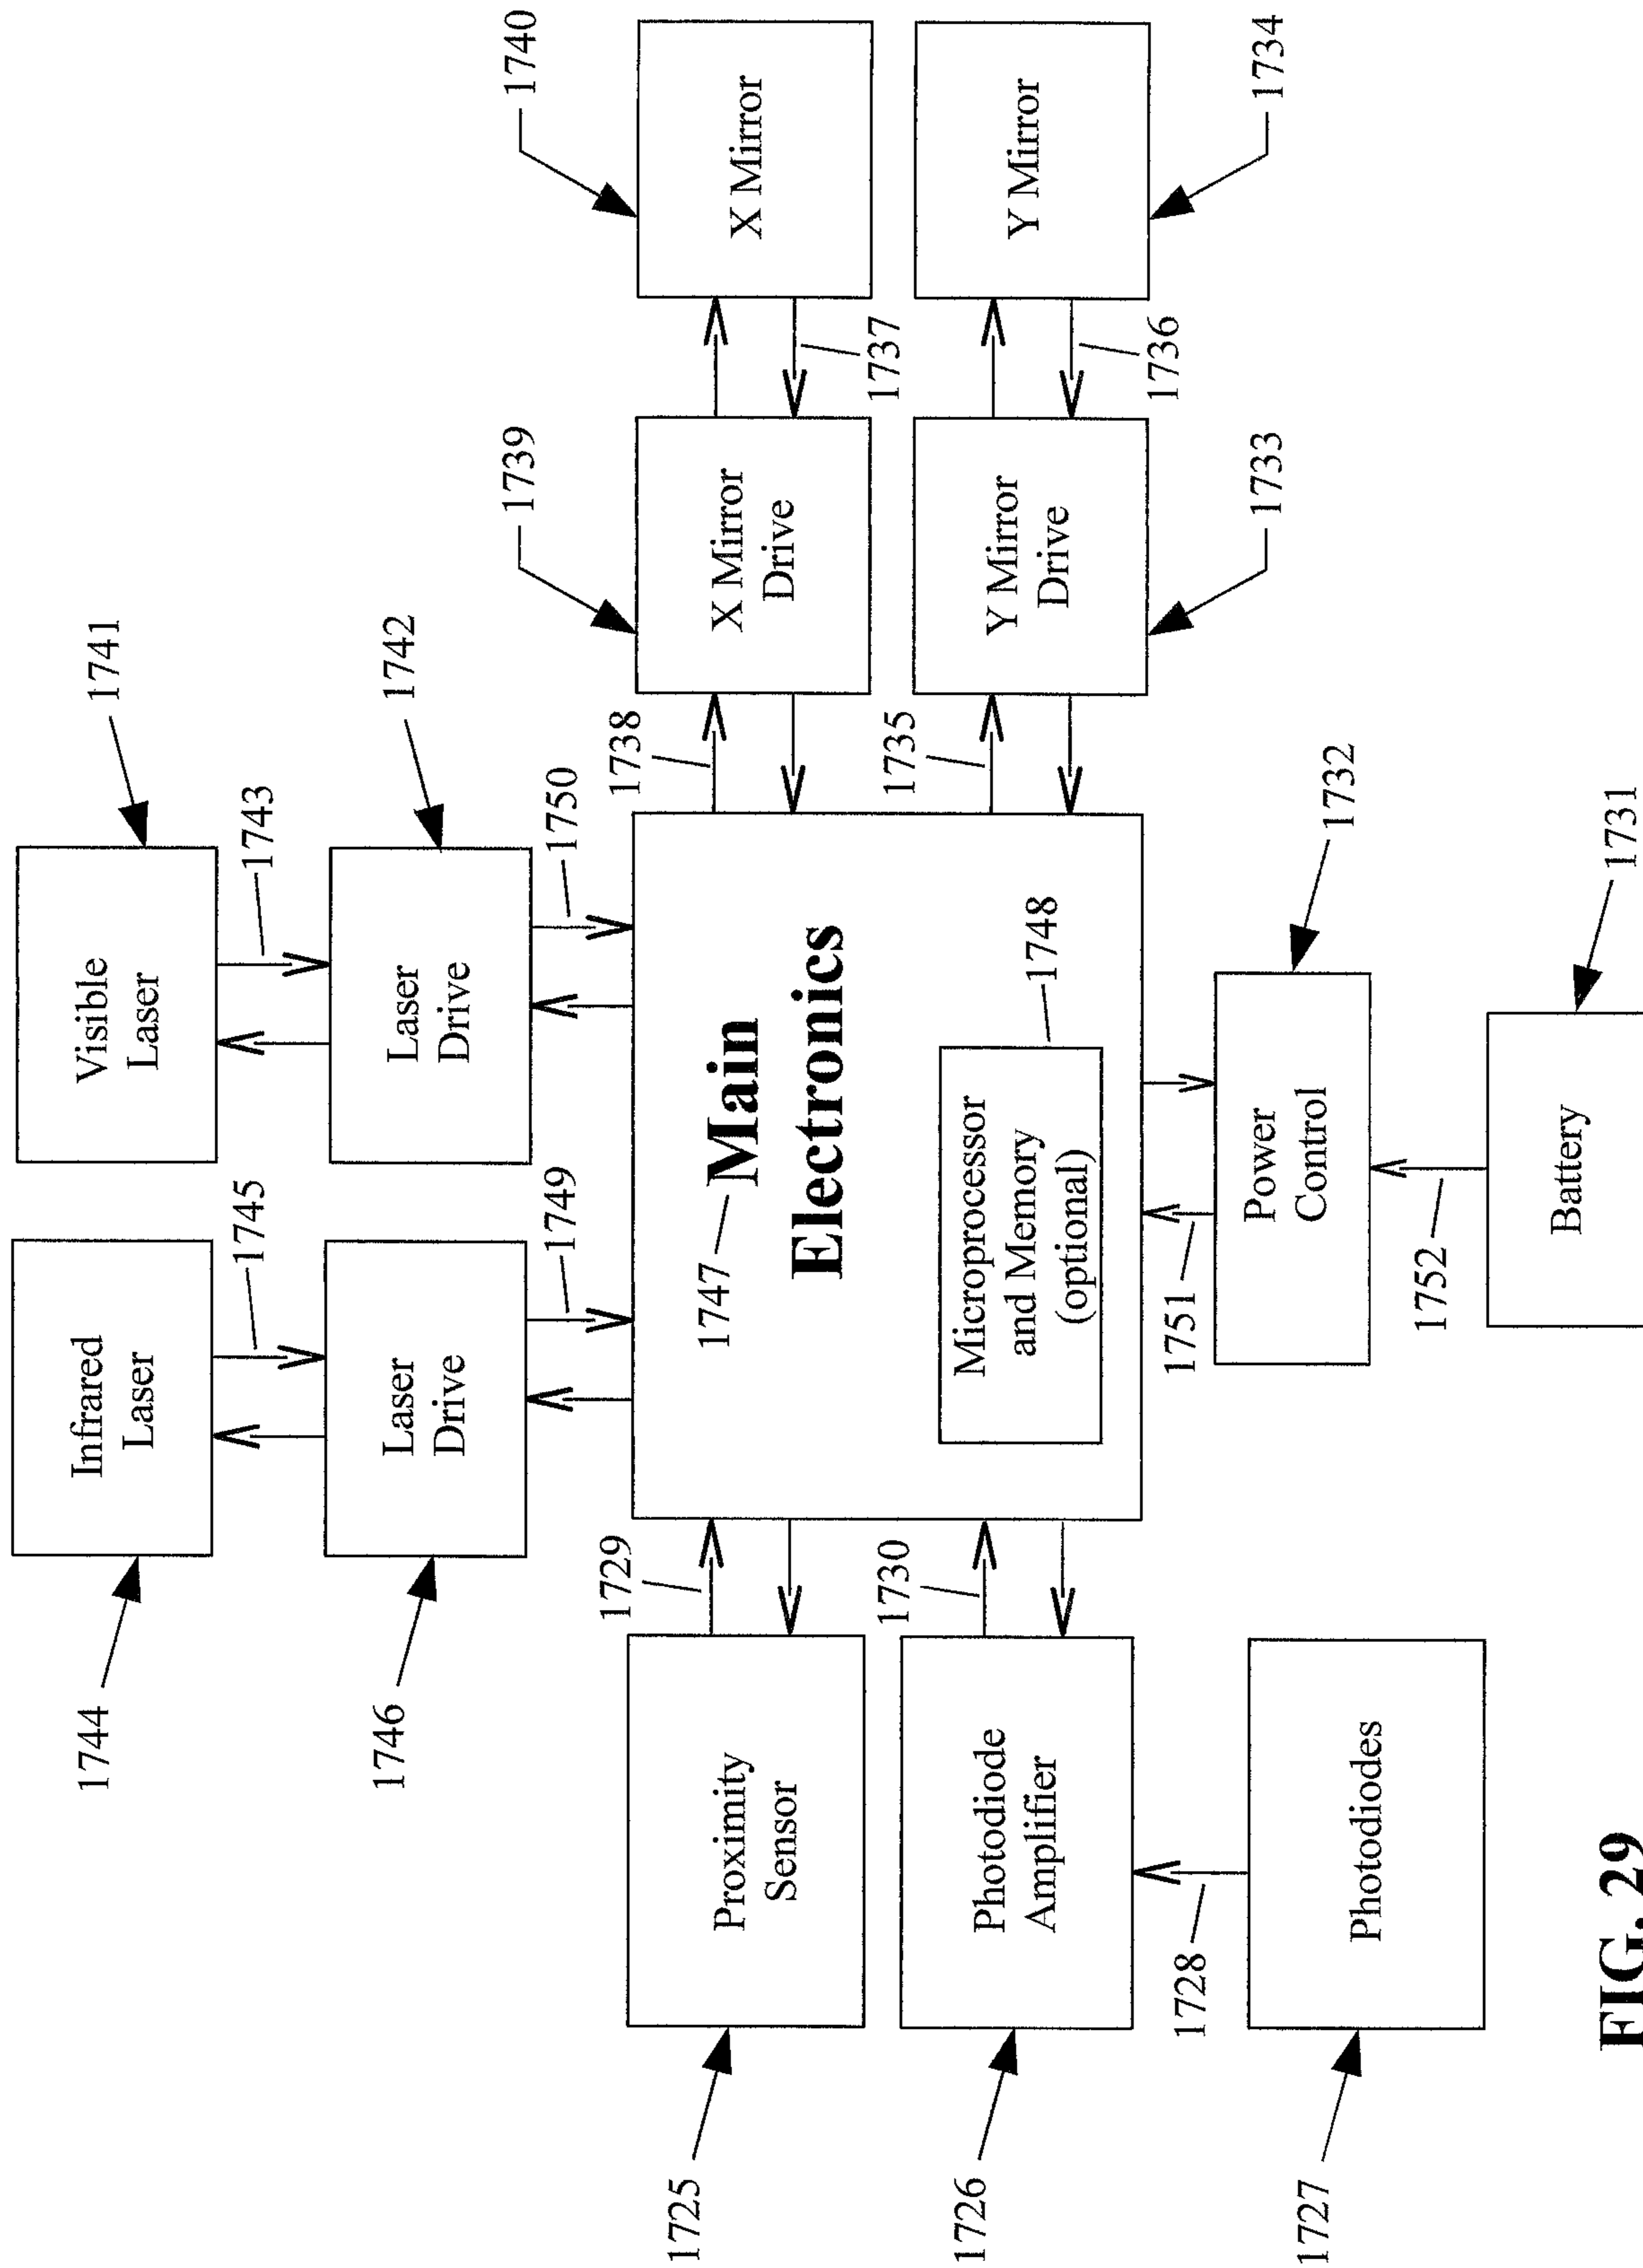 1744
Infrared
Laser
1745
1746
Laser
Drive
1749
1741
Visible
Laser
1743
1742
Laser
Drive
1750
1725
Proximity
Sensor
1729
1726
Photodiode
Amplifier
1730
1727
Photodiodes
1728
1747
Main
Electronics
1748
Microprocessor
and Memory
(optional)
1738
1739
X Mirror
Drive
1737
1740
X Mirror
1735
1733
Y Mirror
Drive
1736
1734
Y Mirror
1751
1732
Power
Control
1752
1731
Battery
FIG. 29